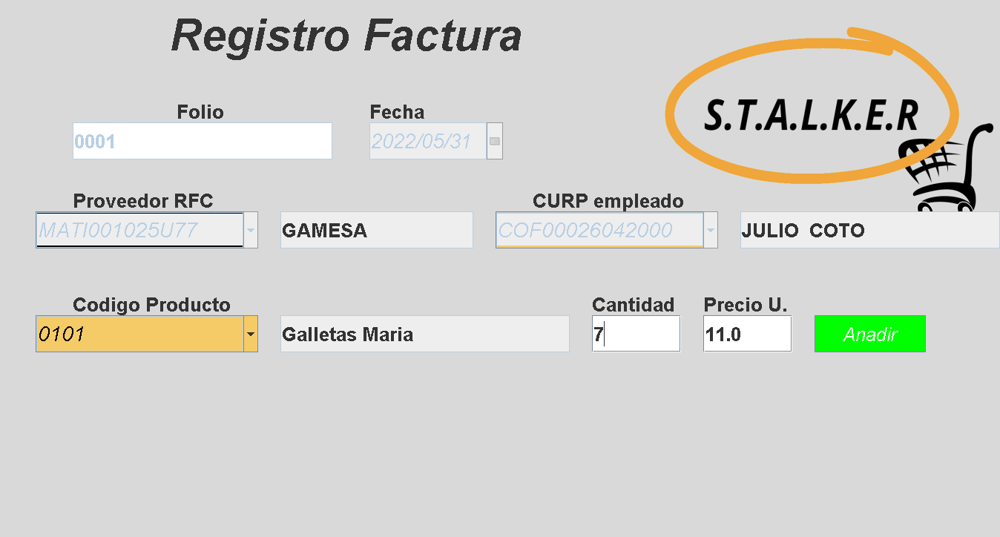 Registro Factura
S.T.A.L.K.E.R
Folio Fecha
0001 2022/05/31
Proveedor RFC CURP empleado
MATI001025U77 GAMESA COF00026042000 JULIO COTO
Codigo Producto Cantidad Precio U.
0101 Galletas Maria 7 11.0 Anadir